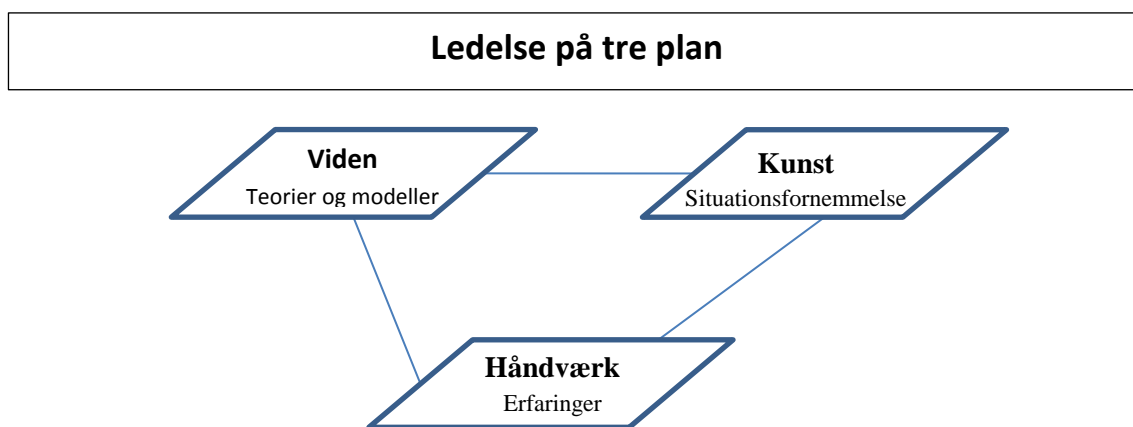 Ledelse på tre plan
Viden
Teorier og modeller
Kunst
Situationsfornemmelse
Håndværk
Erfaringer